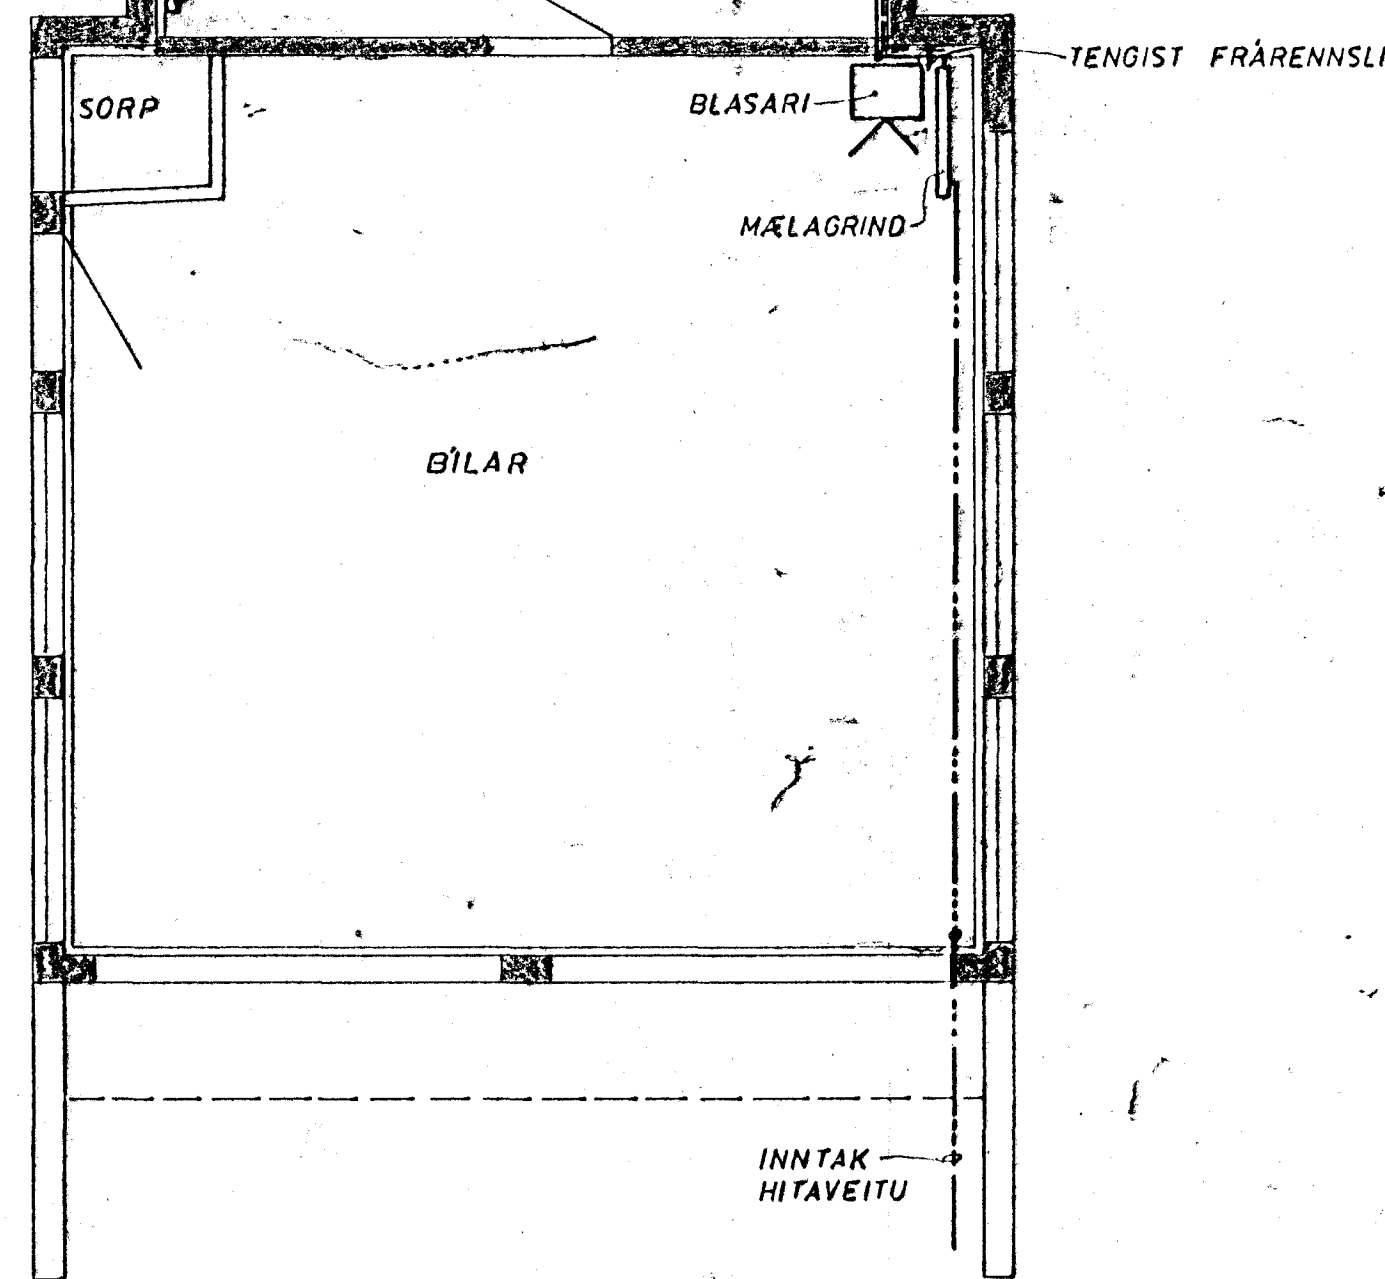 TENGIST FRÁRENNSLI
SORP
BLASARI
MÆLAGRIND
BÍLAR
INNTAK
HITAVEITU